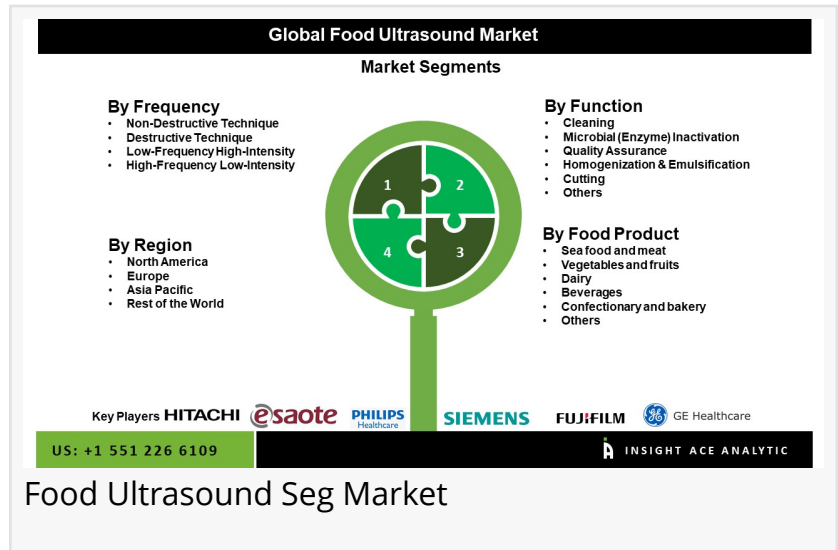 Global Food Ultrasound Market
Market Segments
By Frequency
• Non-Destructive Technique
• Destructive Technique
• Low-Frequency High-Intensity
• High-Frequency Low-Intensity
By Function
• Cleaning
• Microbial (Enzyme) Inactivation
• Quality Assurance
• Homogenization & Emulsification
• Cutting
• Others
1
2
4
3
By Region
• North America
• Europe
• Asia Pacific
• Rest of the World
By Food Product
• Sea food and meat
• Vegetables and fruits
• Dairy
• Beverages
• Confectionary and bakery
• Others
Key Players HITACHI esaote PHILIPS Healthcare SIEMENS FUJIFILM GE GE Healthcare
US: +1 551 226 6109
INSIGHT ACE ANALYTIC
Food Ultrasound Seg Market